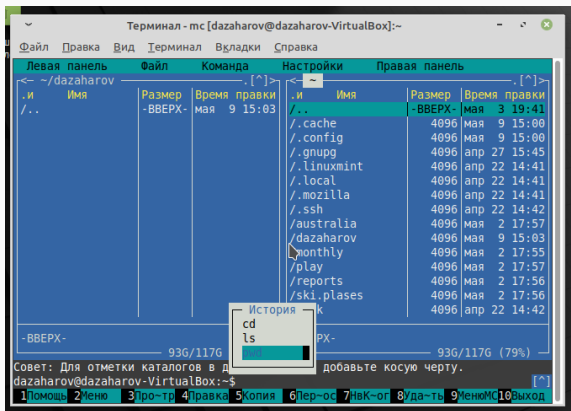 Терминал - mc [dazaharov@dazaharov-VirtualBox]:~
Файл Правка Вид Терминал Вкладки Справка
Левая панель Файл Команда Настройки Правая панель
<— ~/dazaharov .[^]> <— ~ .[^]>
.и Имя Размер Время правки .и Имя Размер Время правки
/.. -ВВЕРХ- мая 9 15:03 /.. -ВВЕРХ- мая 3 19:41
/.cache 4096 мая 9 15:00
/.config 4096 мая 9 15:00
/.gnupg 4096 апр 27 15:45
/.linuxmint 4096 апр 22 14:41
/.local 4096 апр 22 14:41
/.mozilla 4096 апр 22 14:41
/.ssh 4096 апр 22 14:42
/australia 4096 мая 2 17:57
/dazaharov 4096 мая 9 15:03
monthly 4096 мая 2 17:55
/play 4096 мая 2 17:57
/reports 4096 мая 2 17:56
/ski.plases 4096 мая 2 17:56
k 4096 апр 22 14:42
История
cd
ls
pwd
-ВВЕРХ- РХ-
93G/117G 93G/117G (79%)
Совет: Для отметки каталогов в д добавьте косую черту.
dazaharov@dazaharov-VirtualBox:~$ [^]
1Помощь 2Меню 3Про~тр 4Правка 5Копия 6Пер~ос 7НвК~ог 8Уда~ть 9МенюМС 10Выход